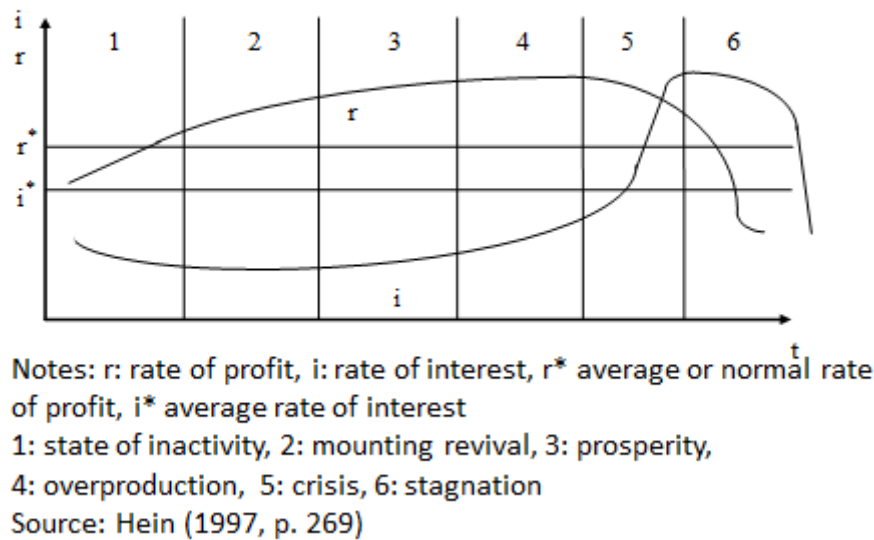 i
r
1 2 3 4 5 6
r
r*
i*
i
t
Notes: r: rate of profit, i: rate of interest, r* average or normal rate
of profit, i* average rate of interest
1: state of inactivity, 2: mounting revival, 3: prosperity,
4: overproduction, 5: crisis, 6: stagnation
Source: Hein (1997, p. 269)